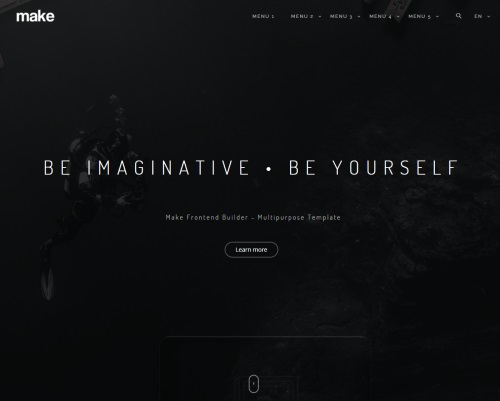 make
MENU 1 MENU 2 MENU 3 MENU 4 MENU 5 EN
BE IMAGINATIVE • BE YOURSELF
Make Frontend Builder - Multipurpose Template
Learn more